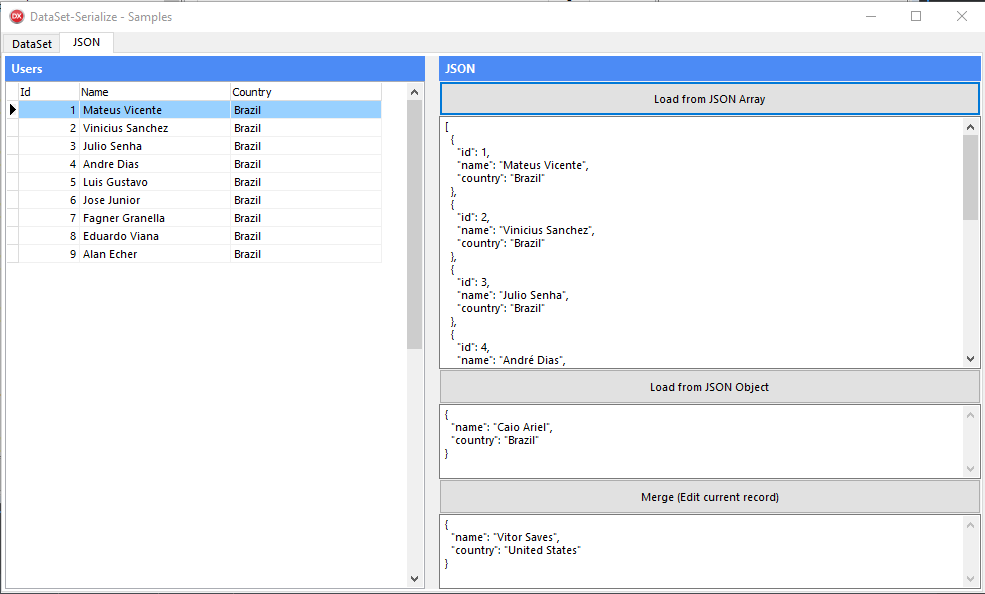 DX DataSet-Serialize - Samples
DataSet JSON
Users
Id Name Country
1 Mateus Vicente Brazil
2 Vinicius Sanchez Brazil
3 Julio Senha Brazil
4 Andre Dias Brazil
5 Luis Gustavo Brazil
6 Jose Junior Brazil
7 Fagner Granella Brazil
8 Eduardo Viana Brazil
9 Alan Echer Brazil
JSON
Load from JSON Array
[
{
"id": 1,
"name": "Mateus Vicente",
"country": "Brazil"
},
{
"id": 2,
"name": "Vinicius Sanchez",
"country": "Brazil"
},
{
"id": 3,
"name": "Julio Senha",
"country": "Brazil"
},
{
"id": 4,
"name": "André Dias",
Load from JSON Object
{
"name": "Caio Ariel",
"country": "Brazil"
}
Merge (Edit current record)
{
"name": "Vitor Saves",
"country": "United States"
}